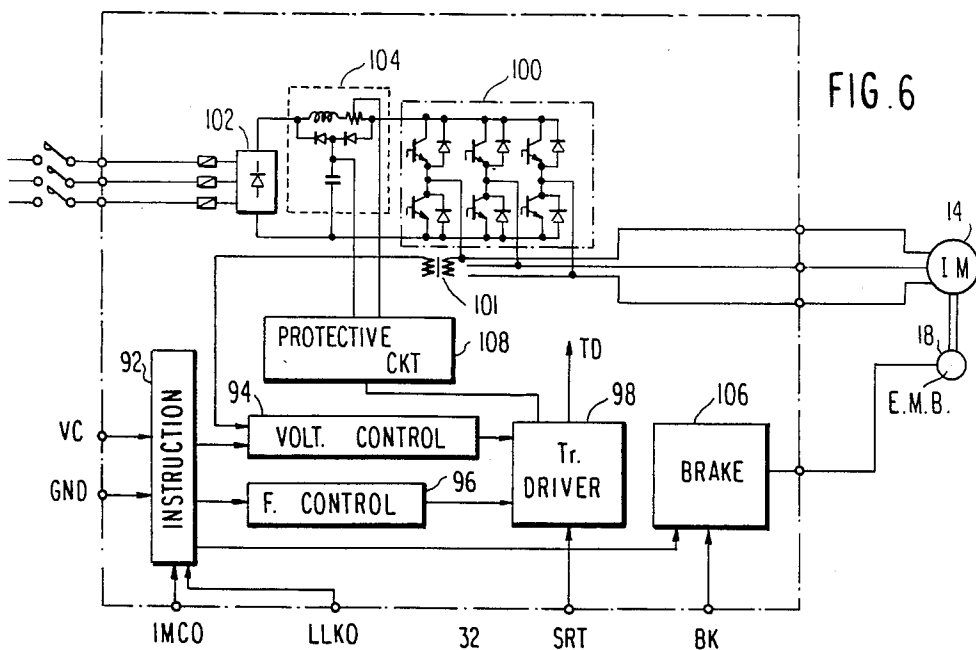 FIG. 6
104
100
102
14
IM
101
PROTECTIVE
CKT
108
TD
18
E.M.B.
92
94
98
106
VC
INSTRUCTION
VOLT. CONTROL
Tr.
DRIVER
BRAKE
GND
F. CONTROL
96
IMCO
LLKO
32
SRT
BK